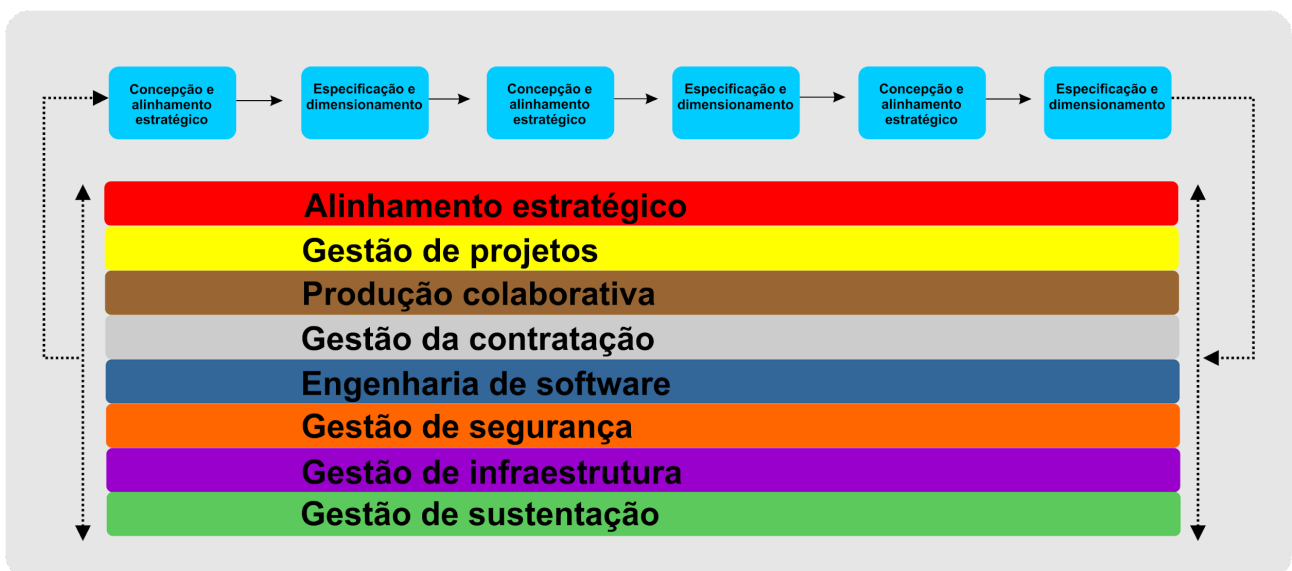 Concepção e
alinhamento
estratégico
Especificação e
dimensionamento
Concepção e
alinhamento
estratégico
Especificação e
dimensionamento
Concepção e
alinhamento
estratégico
Especificação e
dimensionamento
Alinhamento estratégico
Gestão de projetos
Produção colaborativa
Gestão da contratação
Engenharia de software
Gestão de segurança
Gestão de infraestrutura
Gestão de sustentação